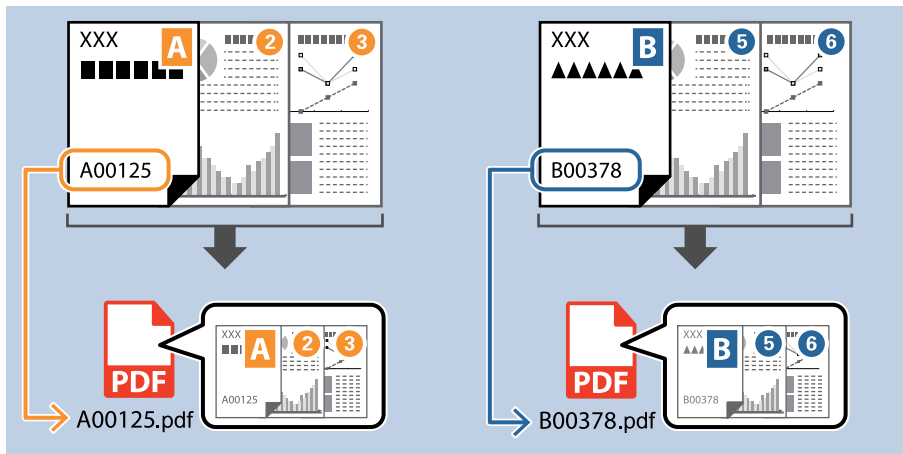 XXX
A
2
3
A00125
XXX
B
5
6
B00378
PDF
XXX
A
2
3
A00125
A00125.pdf
PDF
XXX
B
5
6
B00378
B00378.pdf